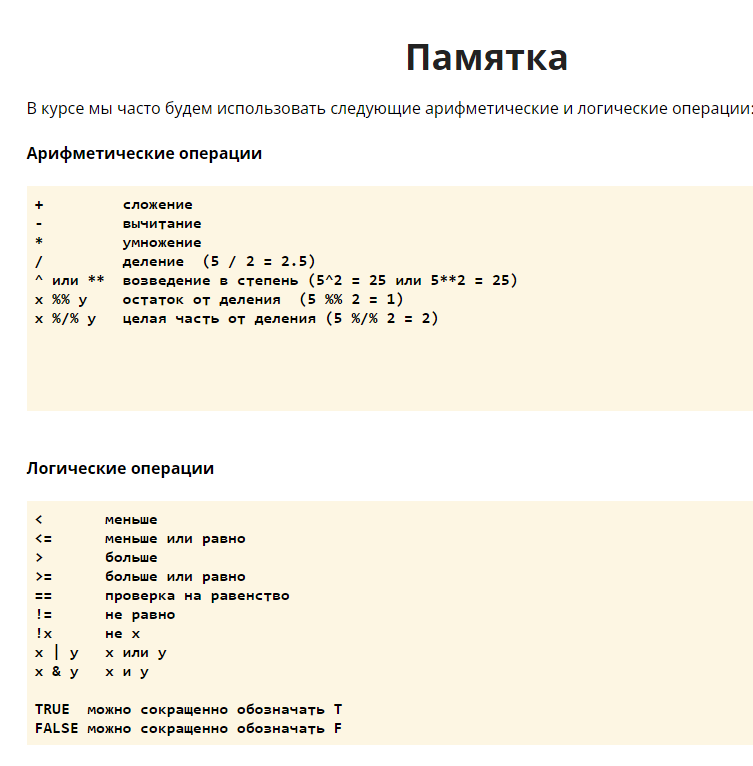 Памятка
В курсе мы часто будем использовать следующие арифметические и логические операции:
Арифметические операции
+         сложение
-         вычитание
*         умножение
/         деление  (5 / 2 = 2.5)
^ или **  возведение в степень (5^2 = 25 или 5**2 = 25)
x %% y    остаток от деления  (5 %% 2 = 1)
x %/% y   целая часть от деления (5 %/% 2 = 2)
Логические операции
<       меньше
<=      меньше или равно
>       больше
>=      больше или равно
==      проверка на равенство
!=      не равно
!x      не x
x | y   x или y
x & y   x и y
TRUE  можно сокращенно обозначать T
FALSE можно сокращенно обозначать F